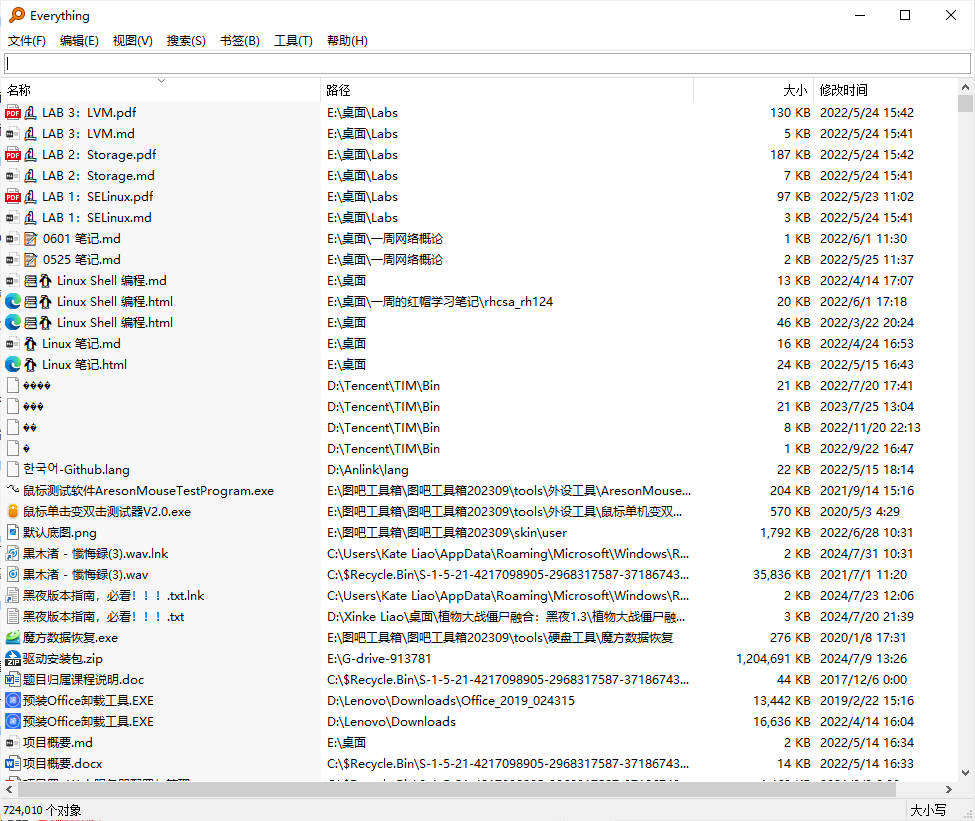 Everything
文件(F) 编辑(E) 视图(V) 搜索(S) 书签(B) 工具(T) 帮助(H)
名称 路径 大小 修改时间
LAB 3：LVM.pdf E:\桌面\Labs 130 KB 2022/5/24 15:42
LAB 3：LVM.md E:\桌面\Labs 5 KB 2022/5/24 15:41
LAB 2：Storage.pdf E:\桌面\Labs 187 KB 2022/5/24 15:42
LAB 2：Storage.md E:\桌面\Labs 7 KB 2022/5/24 15:41
LAB 1：SELinux.pdf E:\桌面\Labs 97 KB 2022/5/23 11:02
LAB 1：SELinux.md E:\桌面\Labs 3 KB 2022/5/24 15:41
0601 笔记.md E:\桌面\一周网络概论 1 KB 2022/6/1 11:30
0525 笔记.md E:\桌面\一周网络概论 2 KB 2022/5/25 11:37
Linux Shell 编程.md E:\桌面 13 KB 2022/4/14 17:07
Linux Shell 编程.html E:\桌面\一周的红帽学习笔记\rhcsa_rh124 20 KB 2022/6/1 17:18
Linux Shell 编程.html E:\桌面 46 KB 2022/3/22 20:24
Linux 笔记.md E:\桌面 16 KB 2022/4/24 16:53
Linux 笔记.html E:\桌面 24 KB 2022/5/15 16:43
���� D:\Tencent\TIM\Bin 21 KB 2022/7/20 17:41
��� D:\Tencent\TIM\Bin 21 KB 2023/7/25 13:04
�� D:\Tencent\TIM\Bin 8 KB 2022/11/20 22:13
� D:\Tencent\TIM\Bin 1 KB 2022/9/22 16:47
한국어-Github.lang D:\Anlink\lang 22 KB 2022/5/15 18:14
鼠标测试软件AresonMouseTestProgram.exe E:\图吧工具箱\图吧工具箱202309\tools\外设工具\AresonMouse... 204 KB 2021/9/14 15:16
鼠标单击变双击测试器V2.0.exe E:\图吧工具箱\图吧工具箱202309\tools\外设工具\鼠标单机变双... 570 KB 2020/5/3 4:29
默认底图.png E:\图吧工具箱\图吧工具箱202309\skin\user 1,792 KB 2022/6/28 10:31
黑木渚 - 懺悔録(3).wav.lnk C:\Users\Kate Liao\AppData\Roaming\Microsoft\Windows\R... 2 KB 2024/7/31 10:31
黑木渚 - 懺悔録(3).wav C:\$Recycle.Bin\S-1-5-21-4217098905-2968317587-37186743... 35,836 KB 2021/7/1 11:20
黑夜版本指南，必看！！！.txt.lnk C:\Users\Kate Liao\AppData\Roaming\Microsoft\Windows\R... 2 KB 2024/7/23 12:06
黑夜版本指南，必看！！！.txt D:\Xinke Liao\桌面\植物大战僵尸融合：黑夜1.3\植物大战僵尸融... 3 KB 2024/7/20 21:39
魔方数据恢复.exe E:\图吧工具箱\图吧工具箱202309\tools\硬盘工具\魔方数据恢复 276 KB 2020/1/8 17:31
驱动安装包.zip E:\G-drive-913781 1,204,691 KB 2024/7/9 13:26
题目归属课程说明.doc C:\$Recycle.Bin\S-1-5-21-4217098905-2968317587-37186743... 44 KB 2017/12/6 0:00
预装Office卸载工具.EXE D:\Lenovo\Downloads\Office_2019_024315 13,442 KB 2019/2/22 15:16
预装Office卸载工具.EXE D:\Lenovo\Downloads 16,636 KB 2022/4/14 16:04
项目概要.md E:\桌面 2 KB 2022/5/14 16:34
项目概要.docx C:\$Recycle.Bin\S-1-5-21-4217098905-2968317587-37186743... 14 KB 2022/5/14 16:33
724,010 个对象 大小写